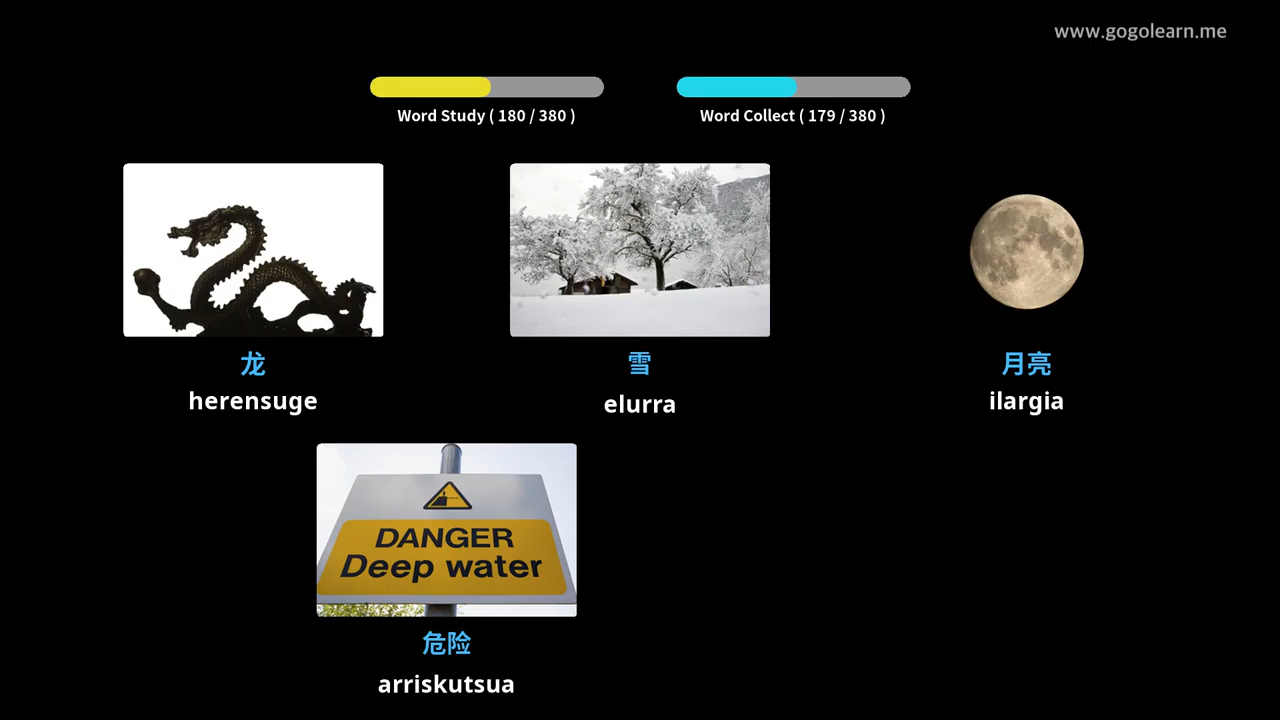 www.gogolearn.me
Word Study ( 180 / 380 )
Word Collect ( 179 / 380 )
龙
herensuge
雪
elurra
月亮
ilargia
DANGER
Deep water
危险
arriskutsua